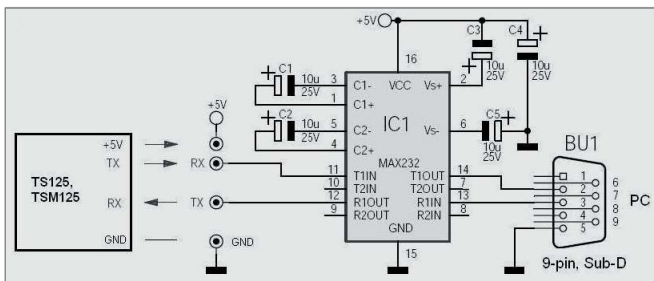 +5V
C3
C4
10u
25V
10u
25V
16
C1
10u
25V
3
1
C1-
C1+
VCC
Vs+
2
+5V
C2
10u
25V
5
4
C2-
C2+
IC1
Vs-
6
C5
10u
25V
MAX232
BU1
+5V
TX
RX
TS125,
TSM125
RX
TX
GND
GND
11
10
12
9
T1IN
T2IN
R1OUT
R2OUT
T1OUT
T2OUT
R1IN
R2IN
14
7
13
8
GND
15
1
2
3
4
5
6
7
8
9
PC
9-pin, Sub-D